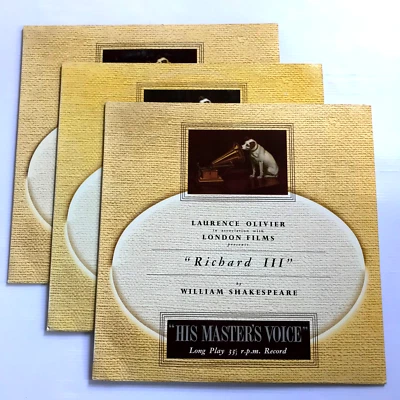 LAURENCE OLIVIER
in association with
LONDON FILMS
presents
"Richard III"
by
WILLIAM SHAKESPEARE
"HIS MASTER'S VOICE"
Long Play 33⅓ r.p.m. Record